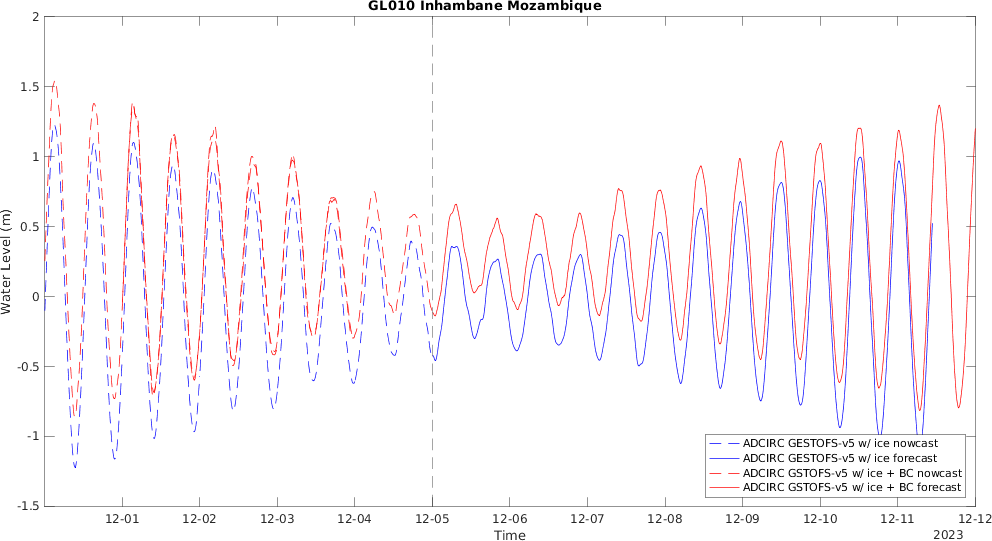 GL010 Inhambane Mozambique
2
1.5
1
0.5
0
-0.5
-1
-1.5
Water Level (m)
ADCIRC GESTOFS-v5 w/ ice nowcast
ADCIRC GESTOFS-v5 w/ ice forecast
ADCIRC GSTOFS-v5 w/ ice + BC nowcast
ADCIRC GSTOFS-v5 w/ ice + BC forecast
12-01 12-02 12-03 12-04 12-05 12-06 12-07 12-08 12-09 12-10 12-11 12-12
Time
2023